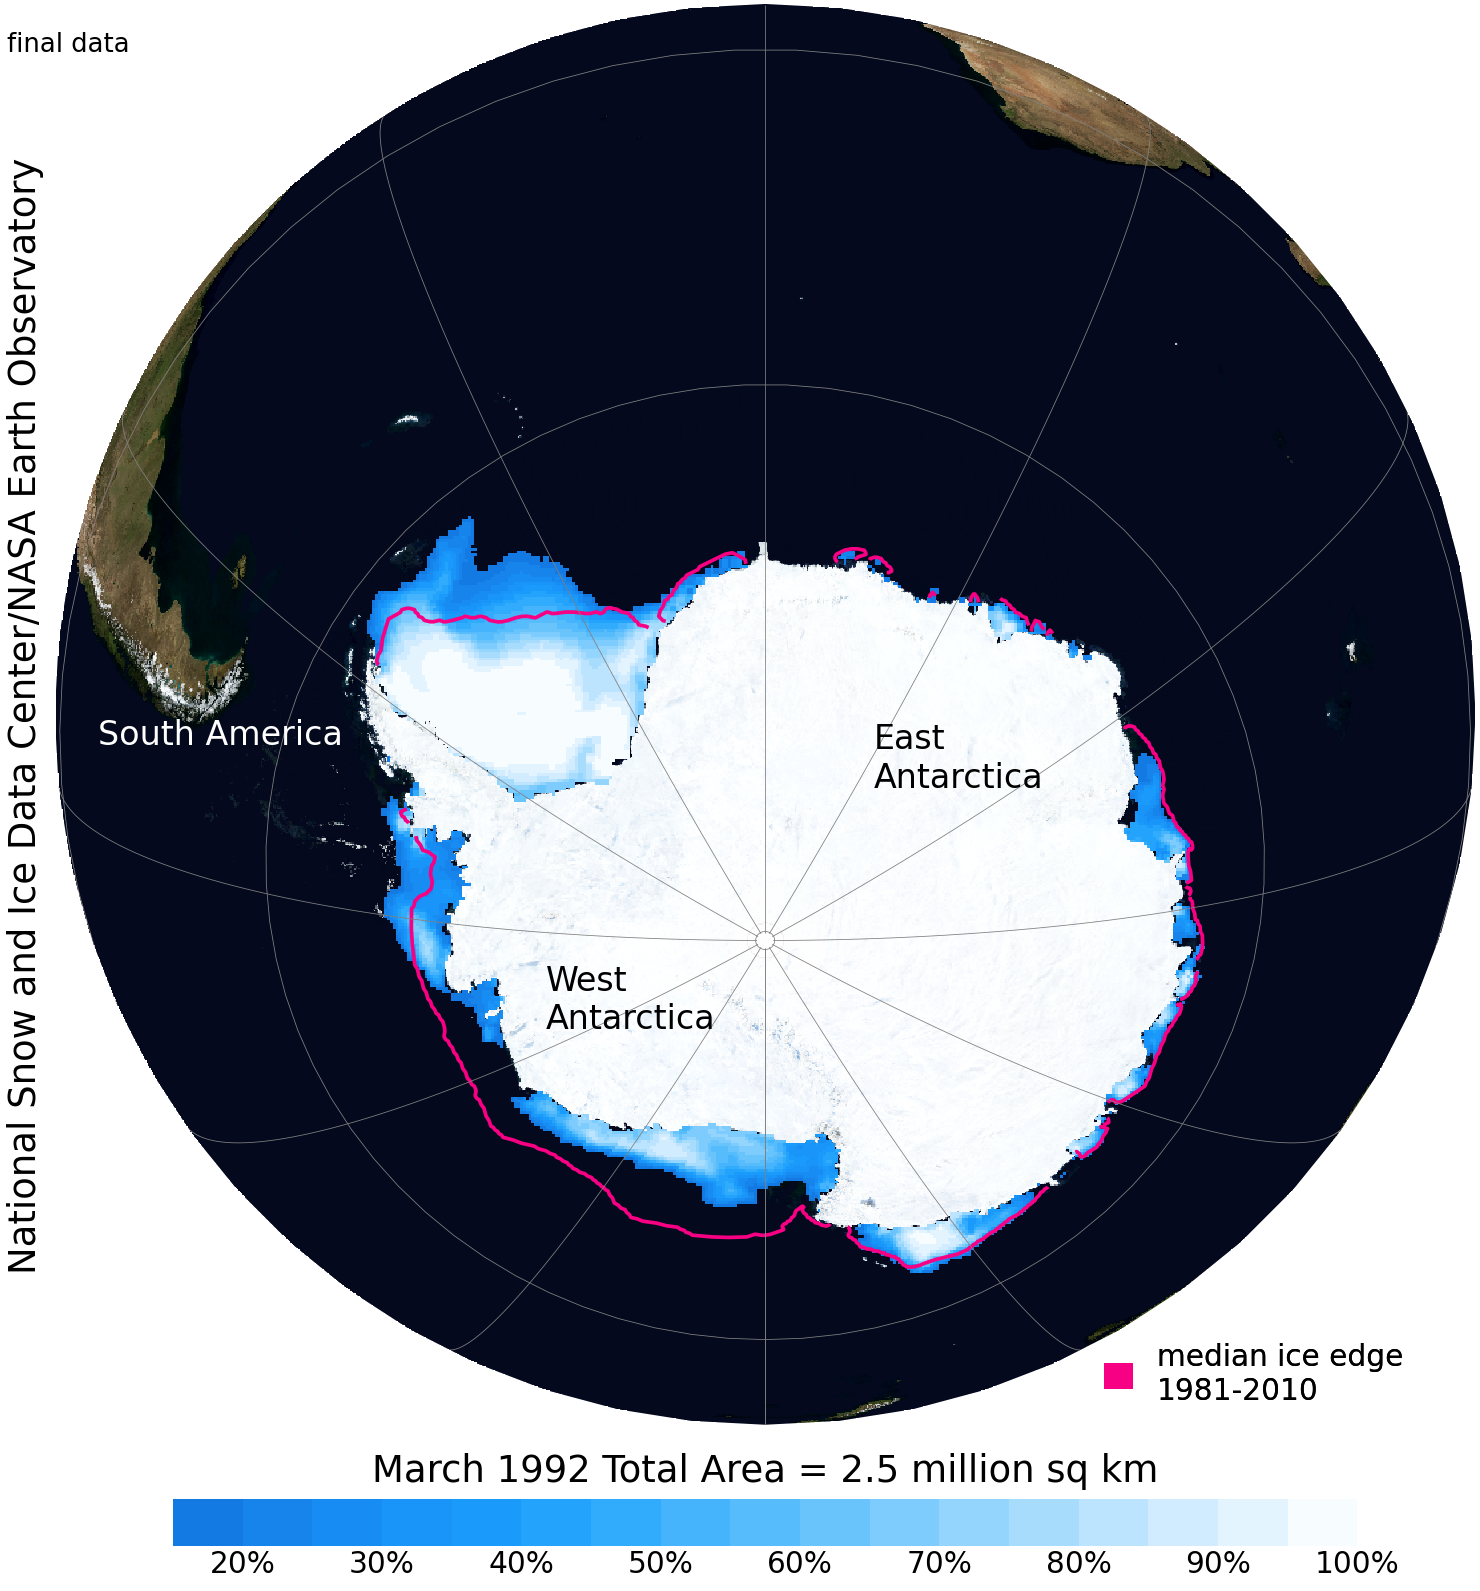 final data
National Snow and Ice Data Center/NASA Earth Observatory
South America
East
Antarctica
West
Antarctica
median ice edge
1981-2010
March 1992 Total Area = 2.5 million sq km
20% 30% 40% 50% 60% 70% 80% 90% 100%